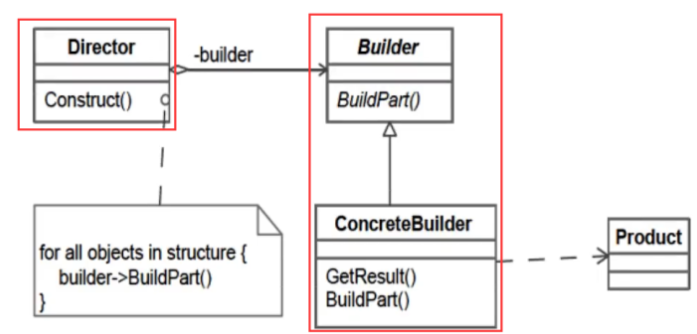 Director
-builder
Builder
Construct()
BuildPart()
for all objects in structure {
builder->BuildPart()
}
ConcreteBuilder
GetResult()
BuildPart()
Product